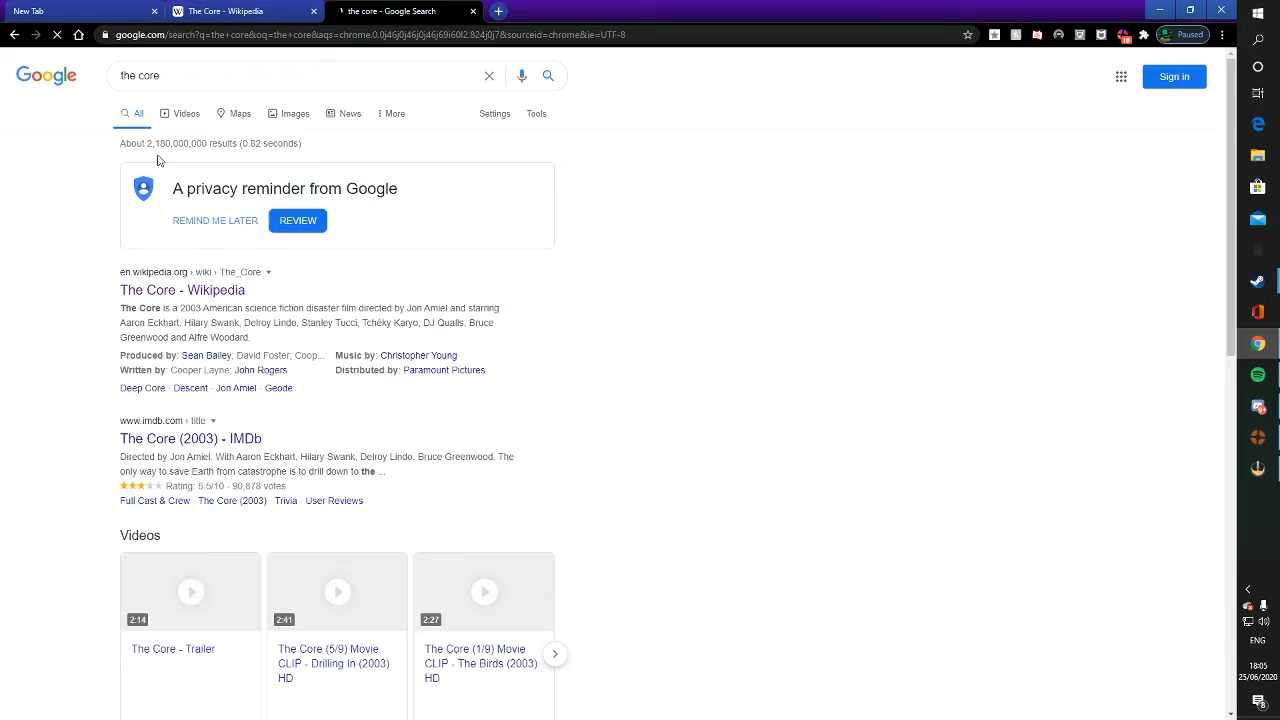 New Tab
The Core - Wikipedia
the core - Google Search
google.com/search?q=the+core&oq=the+core&aqs=chrome.0.0j46j0j46j0j46j69i60l2.824j0j7&sourceid=chrome&ie=UTF-8
10
Paused
Google
the core
Sign in
All
Videos
Maps
Images
News
More
Settings
Tools
About 2,180,000,000 results (0.82 seconds)
A privacy reminder from Google
REMIND ME LATER
REVIEW
en.wikipedia.org › wiki › The_Core
The Core - Wikipedia
The Core is a 2003 American science fiction disaster film directed by Jon Amiel and starring
Aaron Eckhart, Hilary Swank, Delroy Lindo, Stanley Tucci, Tchéky Karyo, DJ Qualls, Bruce
Greenwood and Alfre Woodard.
Produced by: Sean Bailey; David Foster; Coop... Music by: Christopher Young
Written by: Cooper Layne; John Rogers Distributed by: Paramount Pictures
Deep Core · Descent · Jon Amiel · Geode
www.imdb.com › title
The Core (2003) - IMDb
Directed by Jon Amiel. With Aaron Eckhart, Hilary Swank, Delroy Lindo, Bruce Greenwood. The
only way to save Earth from catastrophe is to drill down to the ...
Rating: 5.5/10 - 90,878 votes
Full Cast & Crew · The Core (2003) · Trivia · User Reviews
Videos
2:14
2:41
2:27
The Core - Trailer
The Core (5/9) Movie
CLIP - Drilling In (2003)
HD
The Core (1/9) Movie
CLIP - The Birds (2003)
HD
ENG
18:05
25/06/2020
8